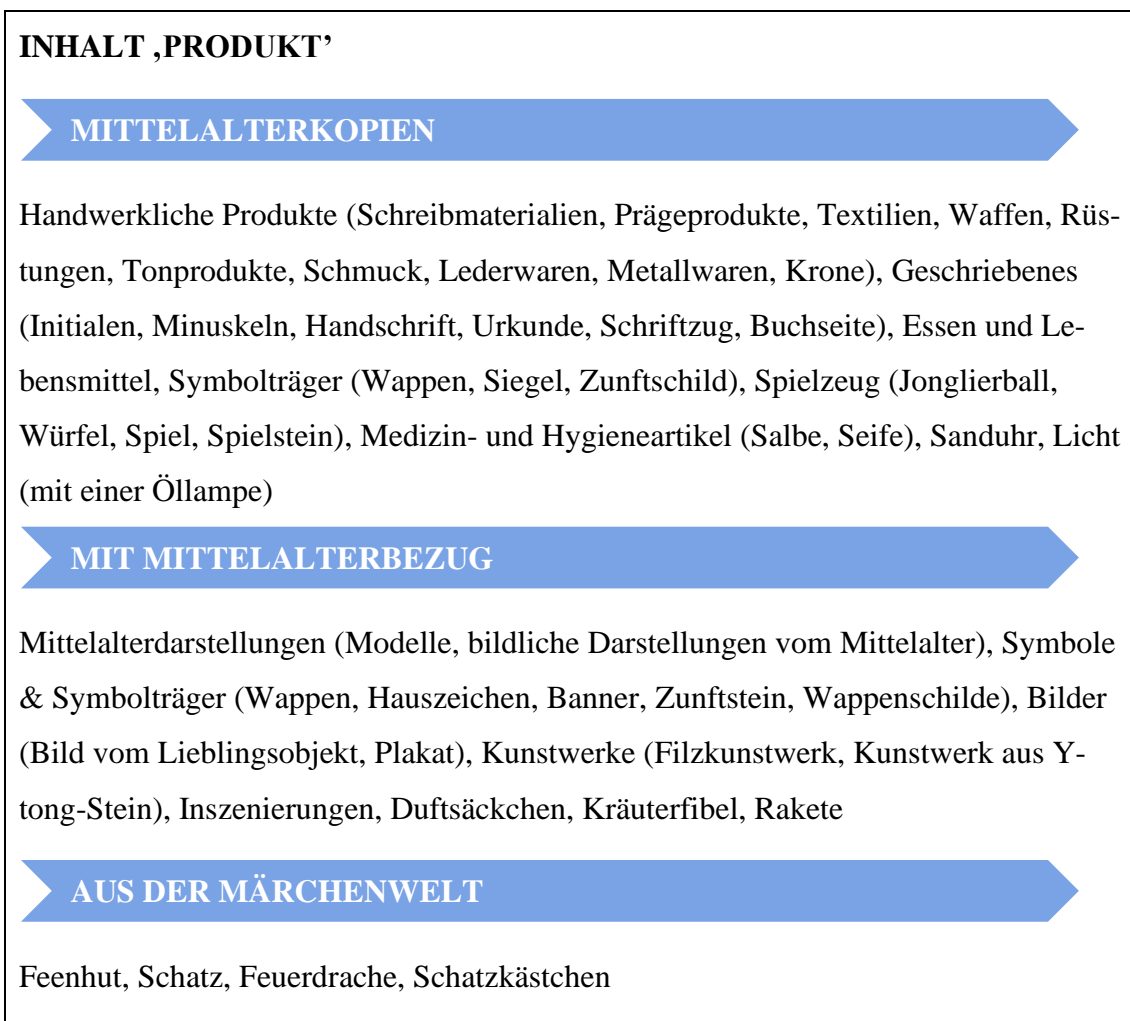 INHALT ‚PRODUKT’
MITTELALTERKOPIEN
Handwerkliche Produkte (Schreibmaterialien, Prägeprodukte, Textilien, Waffen, Rüs-
tungen, Tonprodukte, Schmuck, Lederwaren, Metallwaren, Krone), Geschriebenes
(Initialen, Minuskeln, Handschrift, Urkunde, Schriftzug, Buchseite), Essen und Le-
bensmittel, Symbolträger (Wappen, Siegel, Zunftschild), Spielzeug (Jonglierball,
Würfel, Spiel, Spielstein), Medizin- und Hygieneartikel (Salbe, Seife), Sanduhr, Licht
(mit einer Öllampe)
MIT MITTELALTERBEZUG
Mittelalterdarstellungen (Modelle, bildliche Darstellungen vom Mittelalter), Symbole
& Symbolträger (Wappen, Hauszeichen, Banner, Zunftstein, Wappenschilde), Bilder
(Bild vom Lieblingsobjekt, Plakat), Kunstwerke (Filzkunstwerk, Kunstwerk aus Y-
tong-Stein), Inszenierungen, Duftsäckchen, Kräuterfibel, Rakete
AUS DER MÄRCHENWELT
Feenhut, Schatz, Feuerdrache, Schatzkästchen